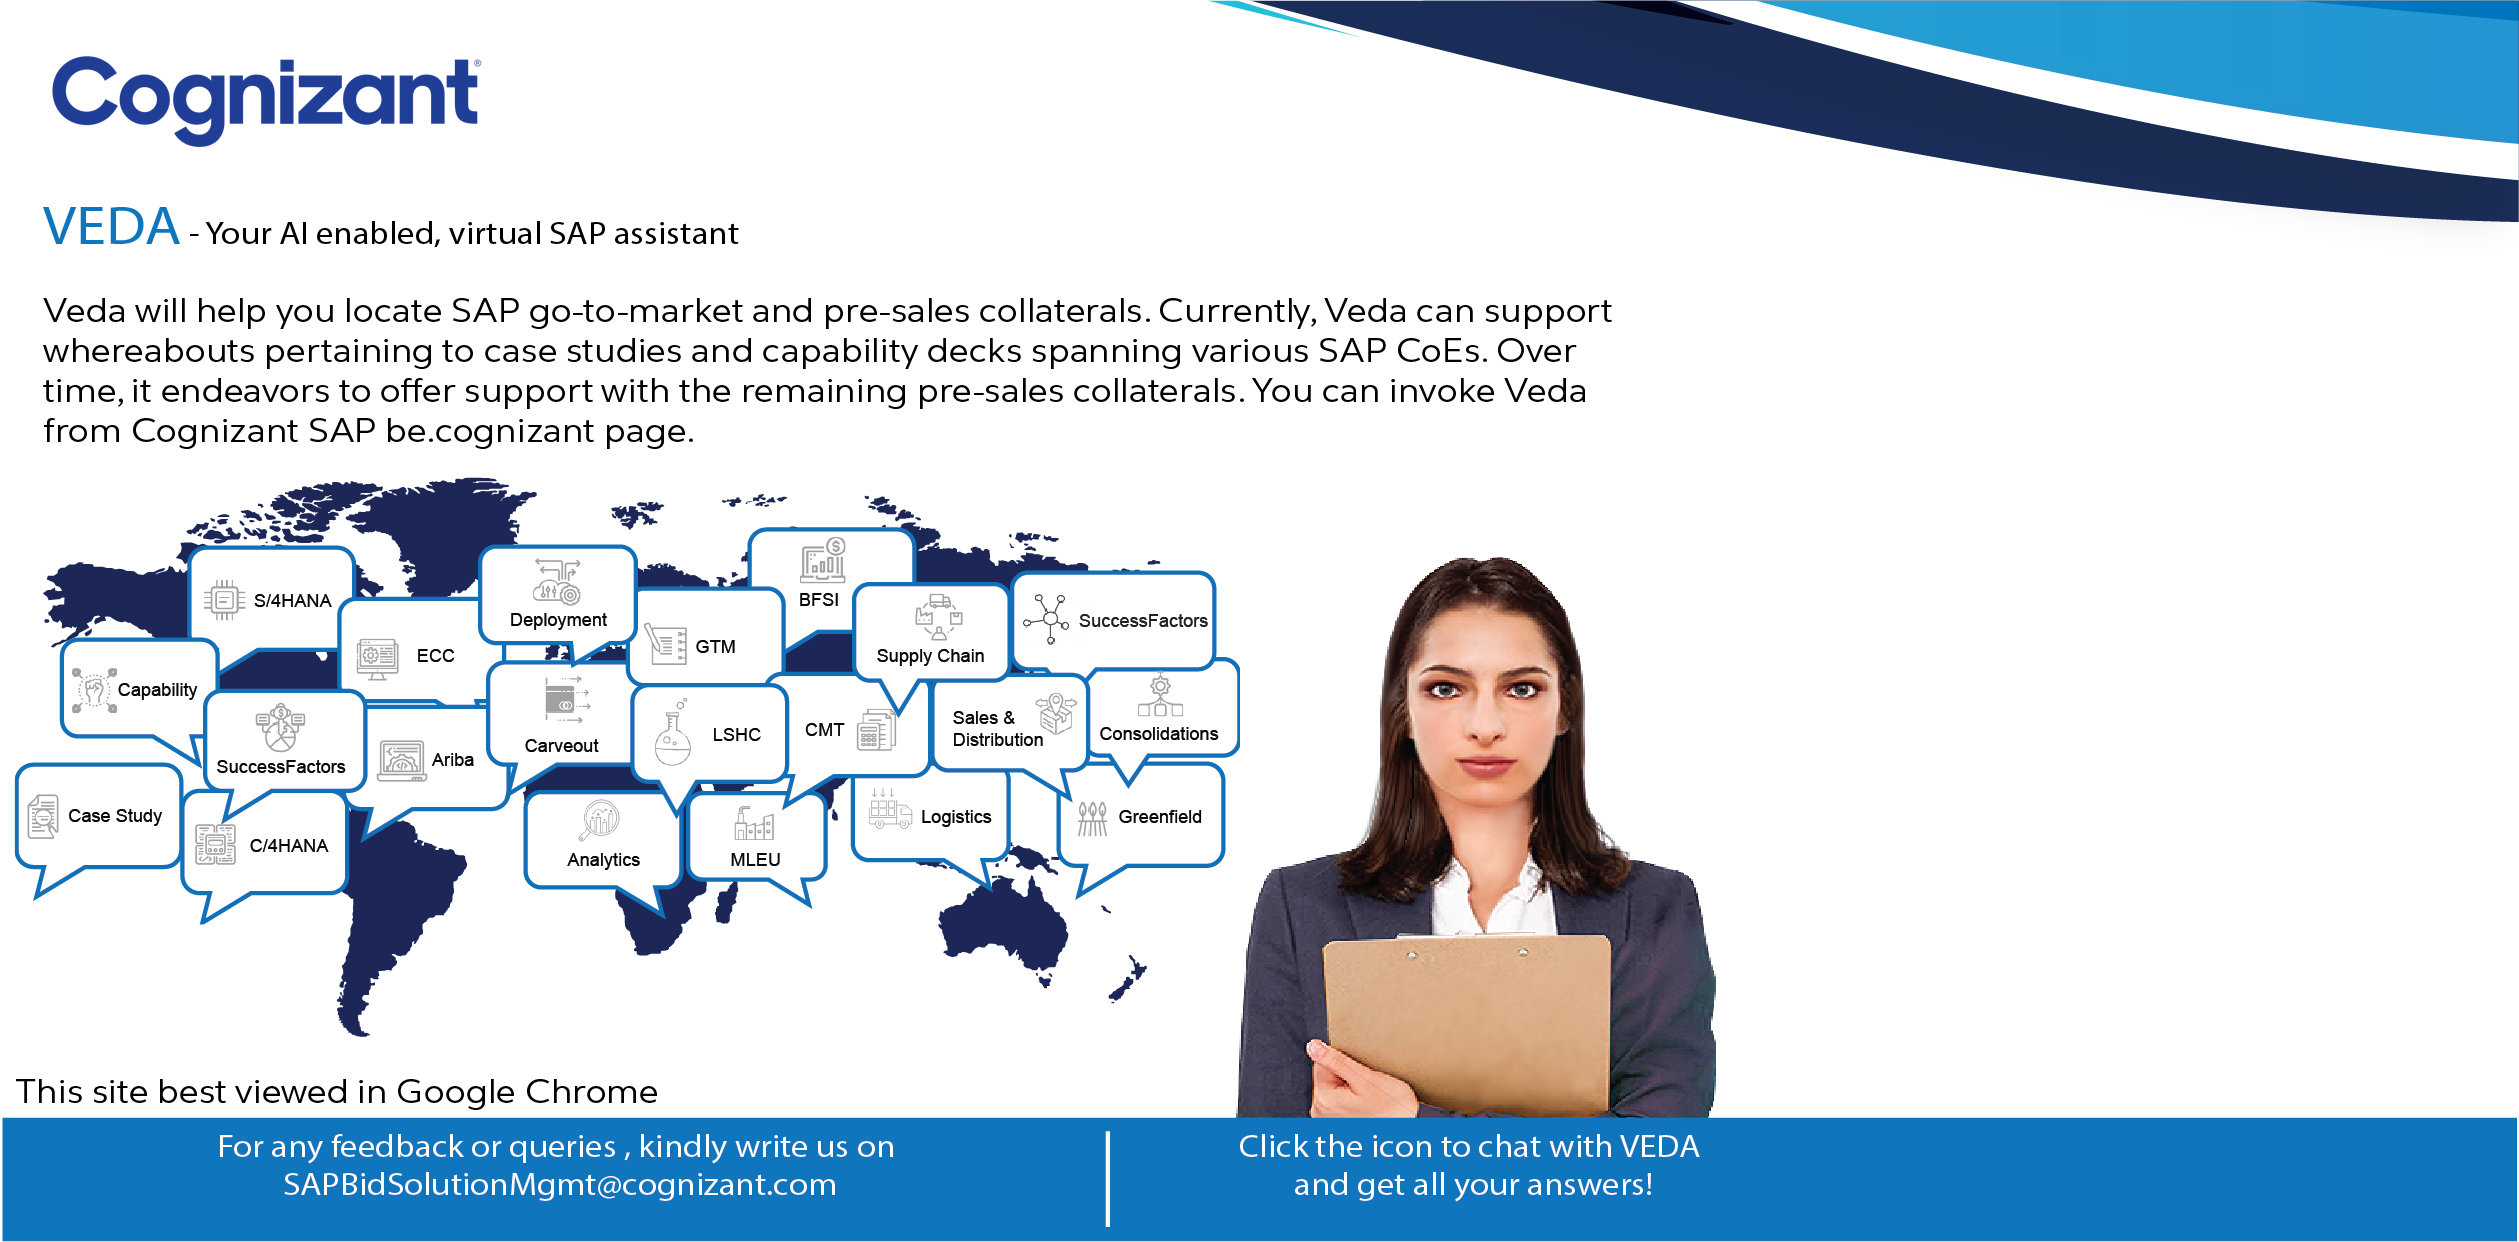 Cognizant®
VEDA - Your AI enabled, virtual SAP assistant
Veda will help you locate SAP go-to-market and pre-sales collaterals. Currently, Veda can support
whereabouts pertaining to case studies and capability decks spanning various SAP CoEs. Over
time, it endeavors to offer support with the remaining pre-sales collaterals. You can invoke Veda
from Cognizant SAP be.cognizant page.
S/4HANA
Deployment
BFSI
SuccessFactors
ECC
GTM
Supply Chain
Capability
Carveout
LSHC
CMT
Sales &
Distribution
Consolidations
SuccessFactors
Ariba
Case Study
C/4HANA
Analytics
MLEU
Logistics
Greenfield
This site best viewed in Google Chrome
For any feedback or queries , kindly write us on
SAPBidSolutionMgmt@cognizant.com
Click the icon to chat with VEDA
and get all your answers!